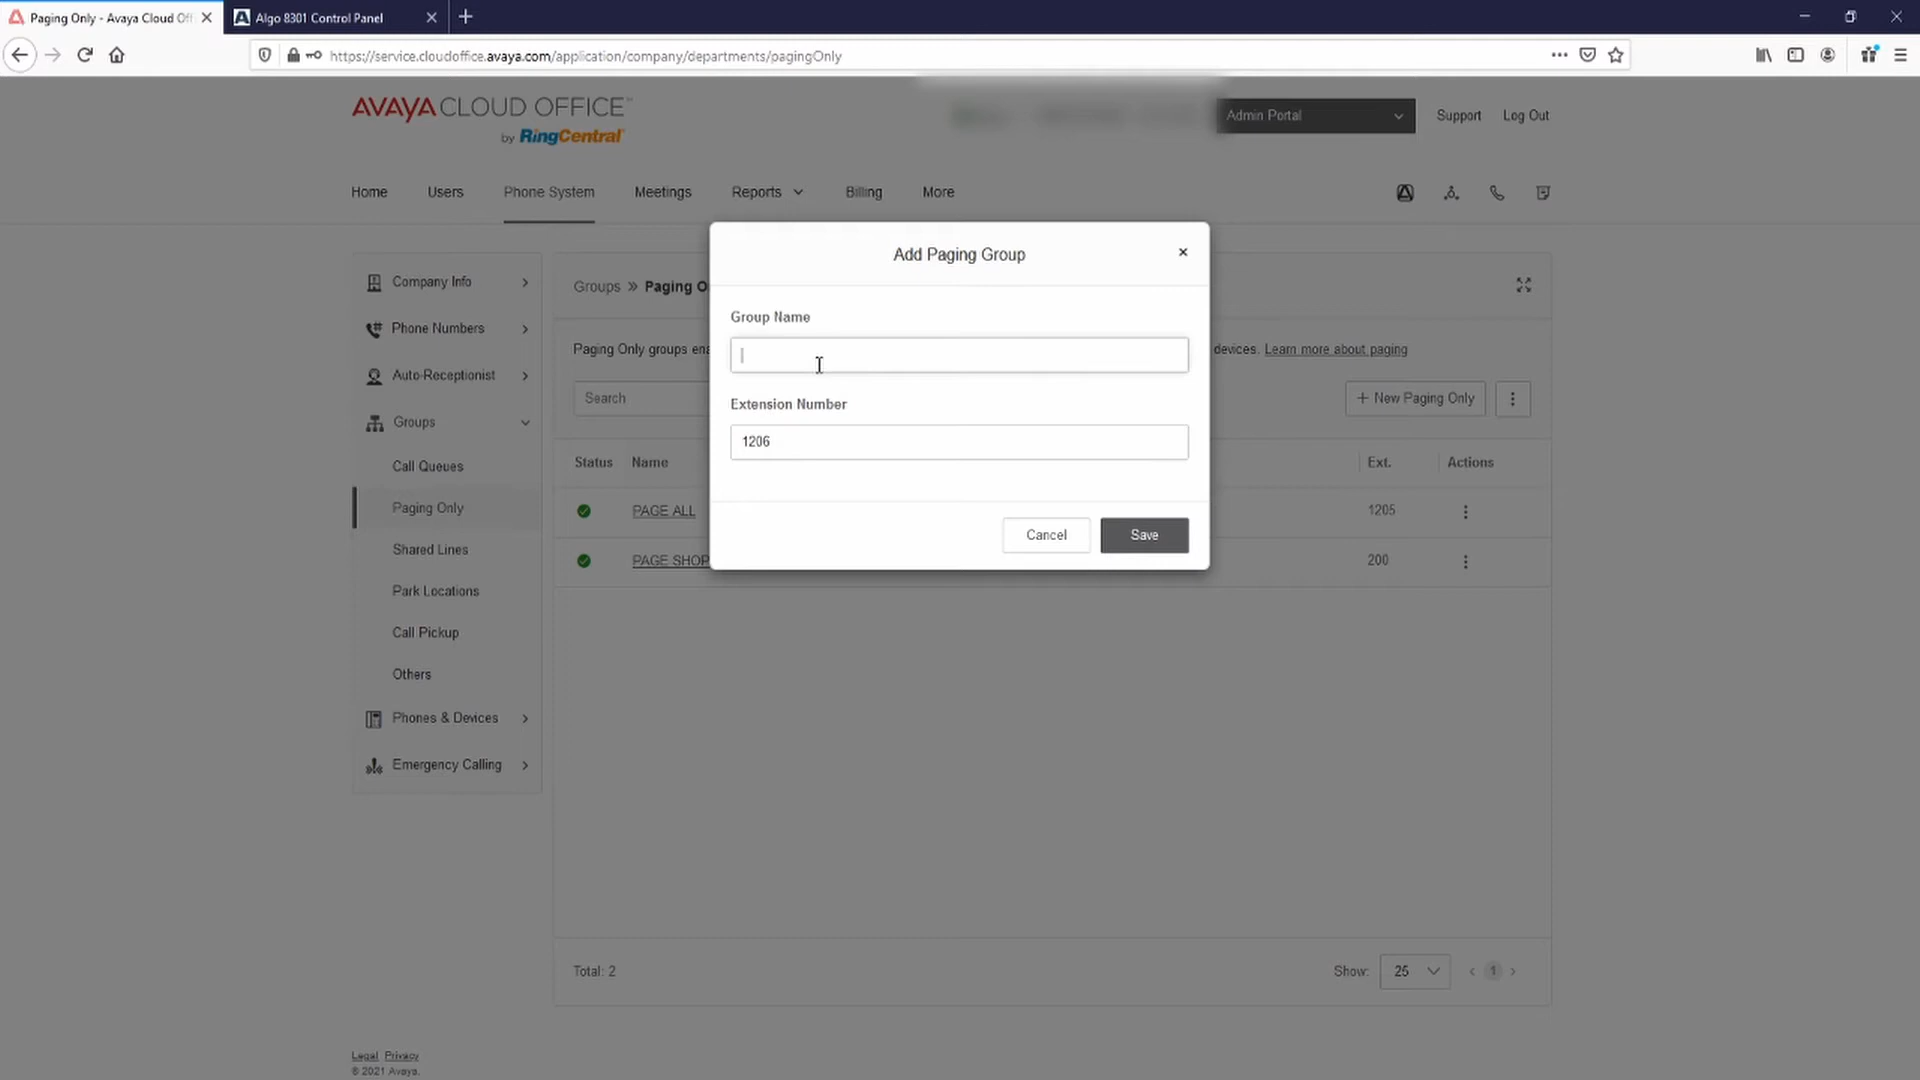 Paging Only - Avaya Cloud Off
Algo 8301 Control Panel
https://service.cloudoffice.avaya.com/application/company/departments/pagingOnly
AVAYA CLOUD OFFICE™
by RingCentral
Admin Portal
Support
Log Out
Home
Users
Phone System
Meetings
Reports
Billing
More
Company Info
Phone Numbers
Auto-Receptionist
Groups
Call Queues
Paging Only
Shared Lines
Park Locations
Call Pickup
Others
Phones & Devices
Emergency Calling
Groups » Paging O
Paging Only groups ena
devices. Learn more about paging
Search
+ New Paging Only
Status
Name
Ext.
Actions
PAGE ALL
1205
PAGE SHOP
200
Add Paging Group
×
Group Name
Extension Number
1206
Cancel
Save
Total: 2
Show:
25
‹ 1 ›
Legal Privacy
© 2021 Avaya.